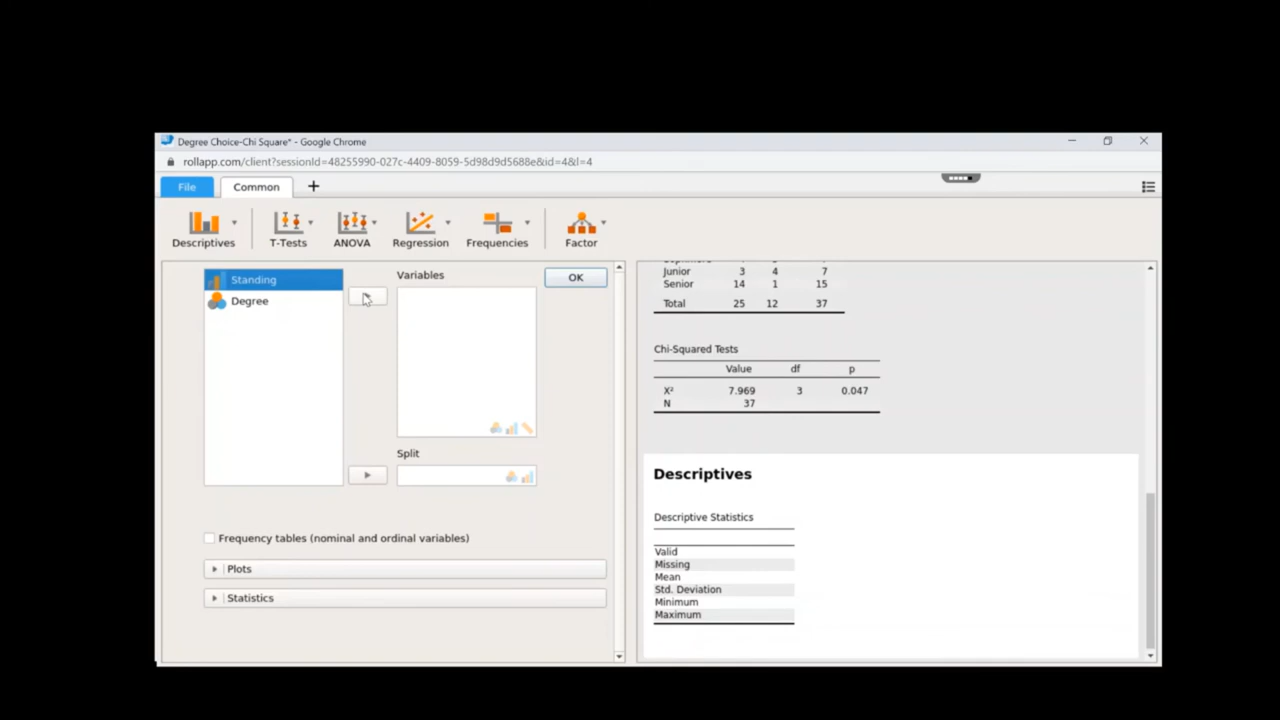 Degree Choice-Chi Square* - Google Chrome
rollapp.com/client?sessionId=48255990-027c-4409-8059-5d98d9d5688e&id=4&l=4
File Common +
Descriptives T-Tests ANOVA Regression Frequencies Factor
Standing
Degree
Variables
OK
Split
Frequency tables (nominal and ordinal variables)
Plots
Statistics
Junior 3 4 7
Senior 14 1 15
Total 25 12 37
Chi-Squared Tests
Value df p
X² 7.969 3 0.047
N 37
Descriptives
Descriptive Statistics
Valid
Missing
Mean
Std. Deviation
Minimum
Maximum